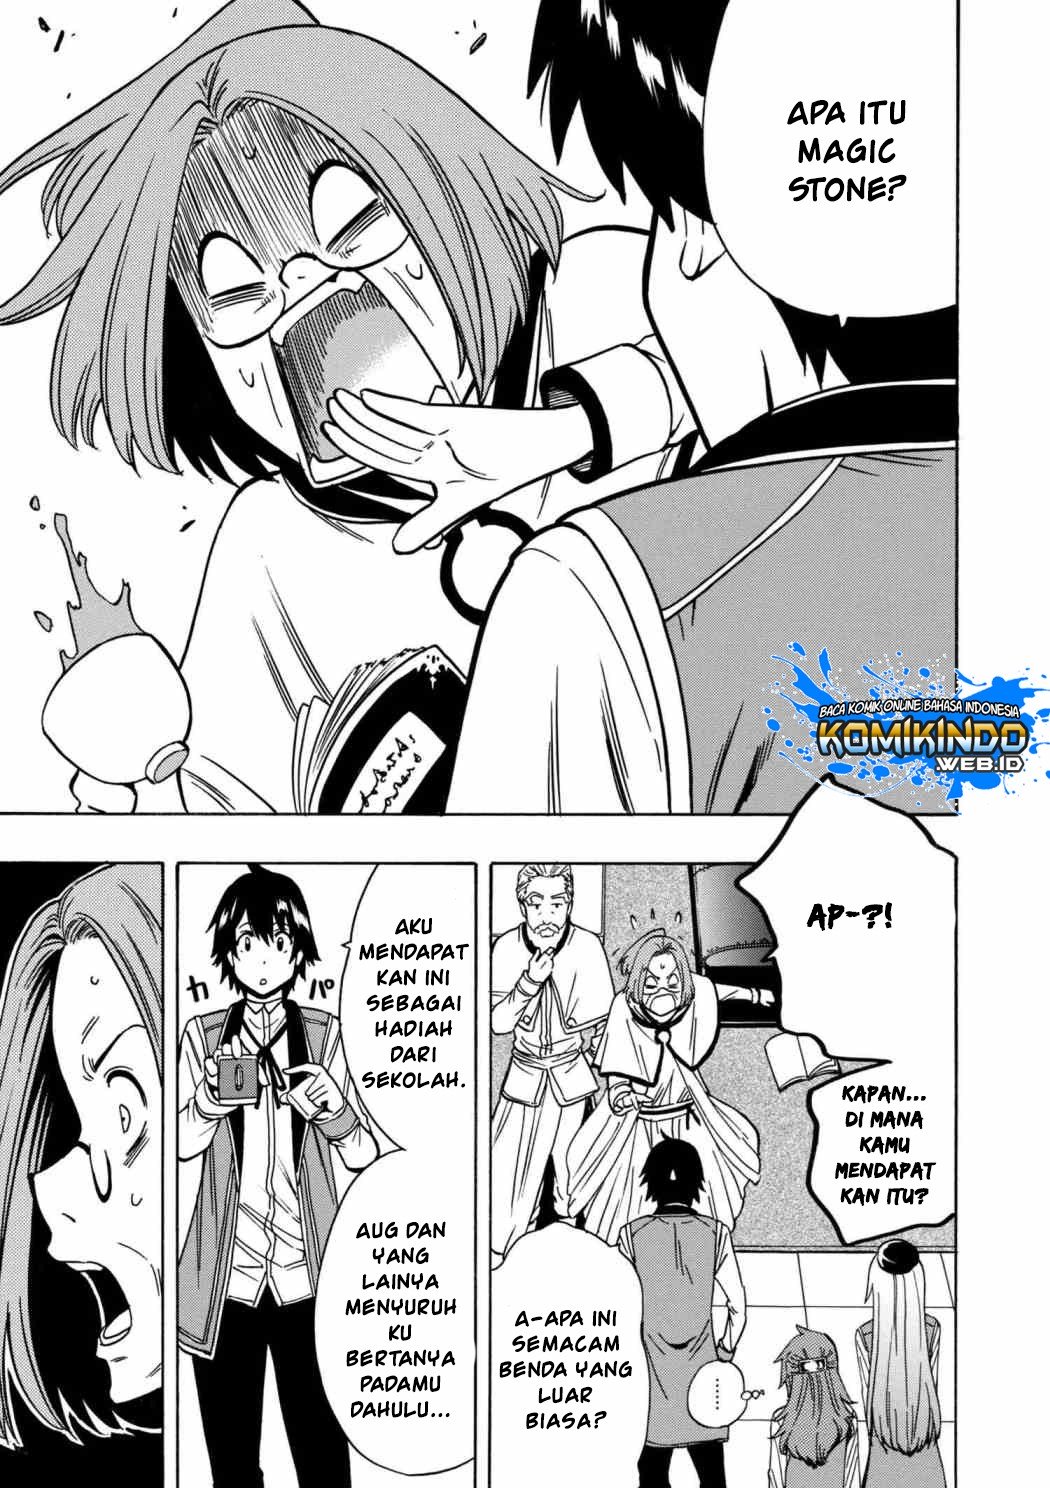 APA ITU
MAGIC
STONE?
BACA KOMIK ONLINE BAHASA INDONESIA
KOMIKINDO
WEB.ID
AP-?!
KAPAN...
DI MANA
KAMU
MENDAPAT
KAN ITU?
A-APA INI
SEMACAM
BENDA YANG
LUAR
BIASA?
........
AKU
MENDAPAT
KAN INI
SEBAGAI
HADIAH
DARI
SEKOLAH.
カパ
AUG DAN
YANG
LAINYA
MENYURUH
KU
BERTANYA
PADAMU
DAHULU...